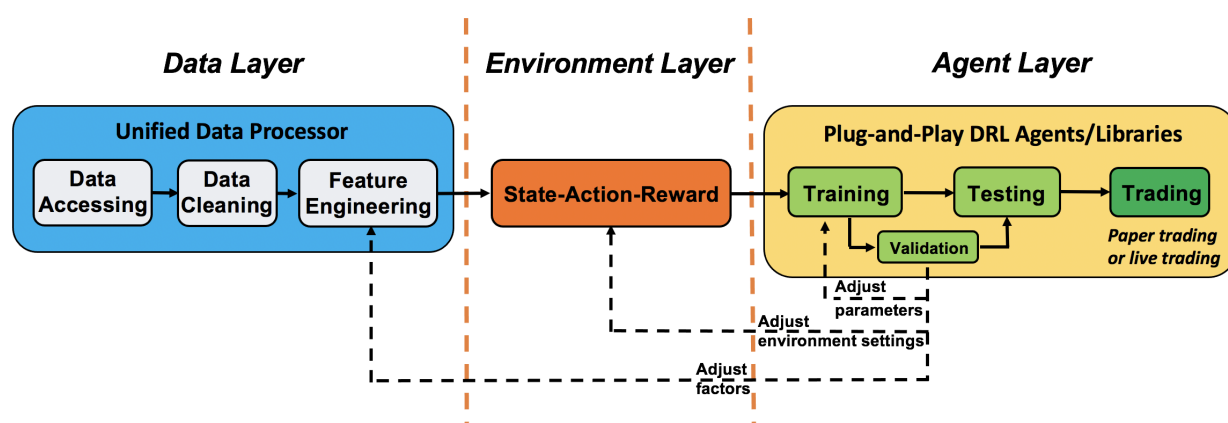 Data Layer
Environment Layer
Agent Layer
Unified Data Processor
Plug-and-Play DRL Agents/Libraries
Data
Accessing
Data
Cleaning
Feature
Engineering
State-Action-Reward
Training
Testing
Trading
Validation
Paper trading
or live trading
Adjust
parameters
Adjust
environment settings
Adjust
factors